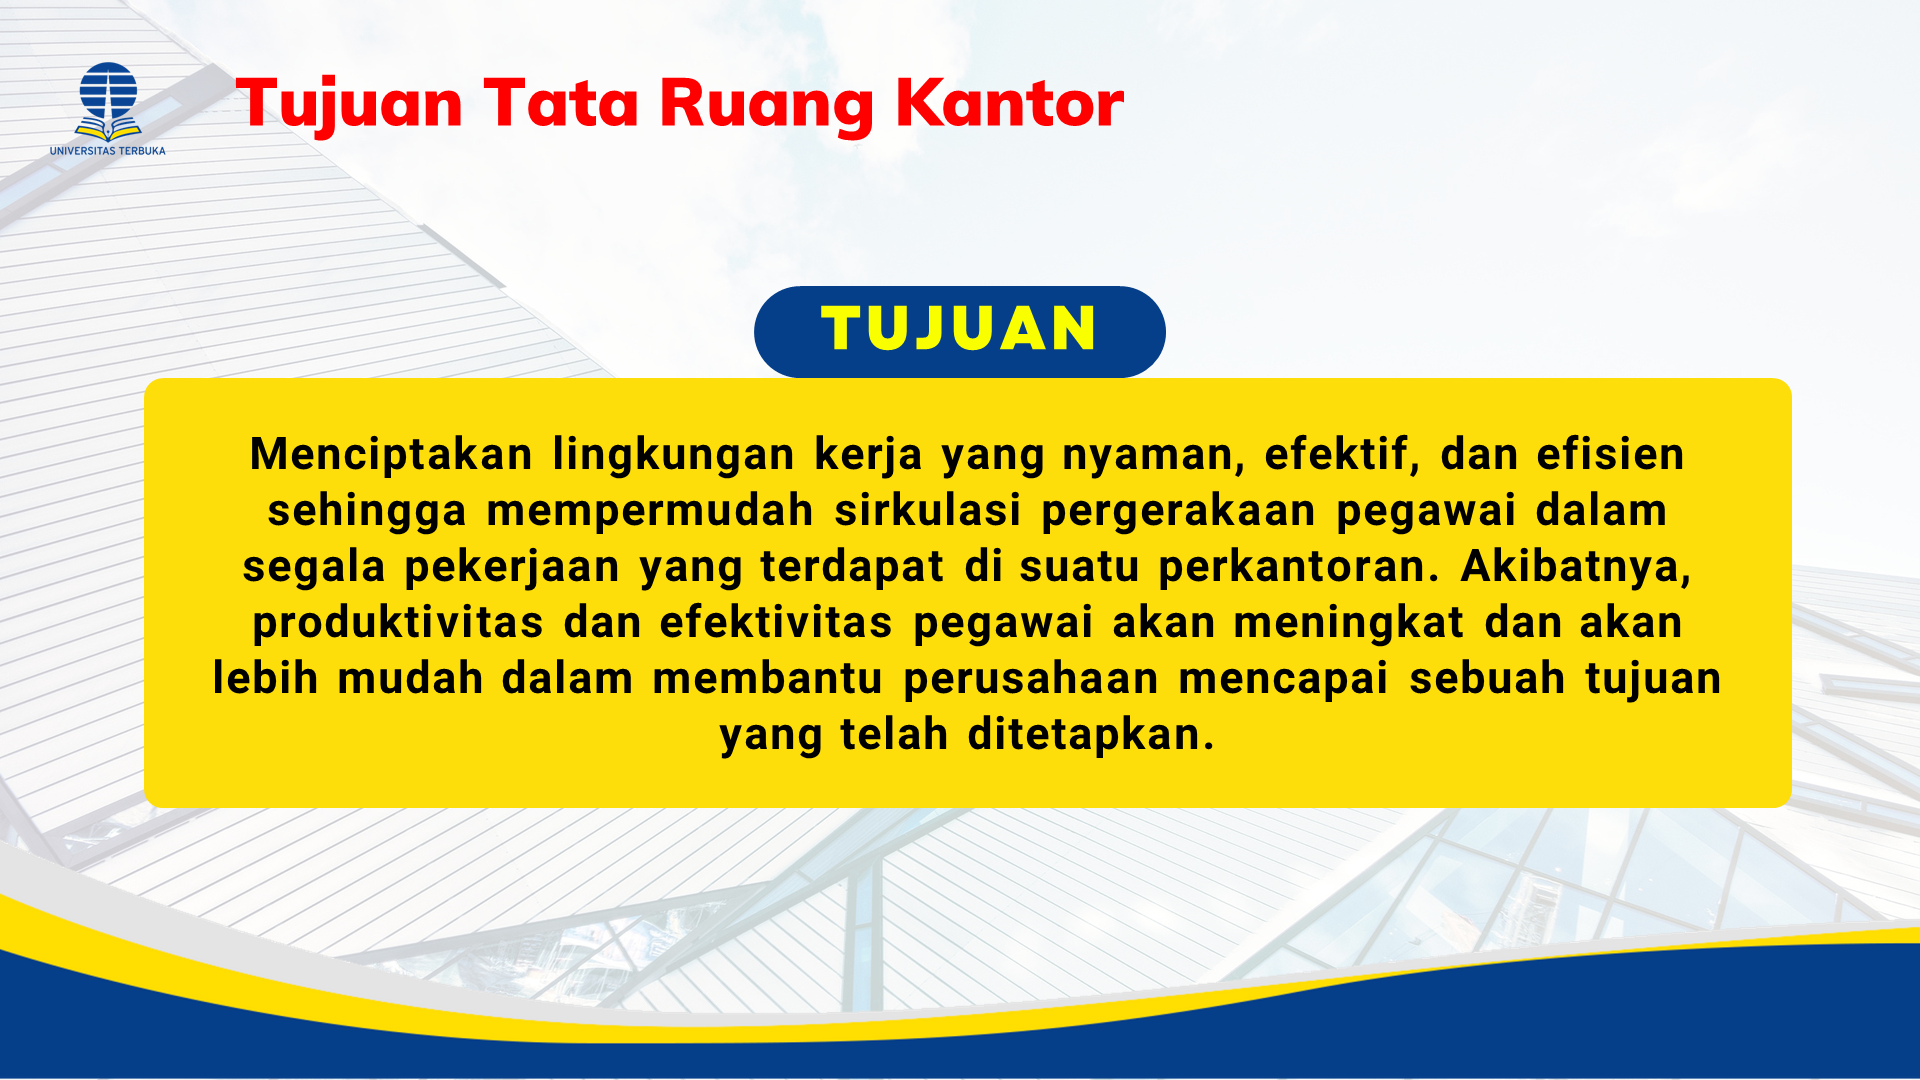 UNIVERSITAS TERBUKA
Tujuan Tata Ruang Kantor
TUJUAN
Menciptakan lingkungan kerja yang nyaman, efektif, dan efisien
sehingga mempermudah sirkulasi pergerakaan pegawai dalam
segala pekerjaan yang terdapat di suatu perkantoran. Akibatnya,
produktivitas dan efektivitas pegawai akan meningkat dan akan
lebih mudah dalam membantu perusahaan mencapai sebuah tujuan
yang telah ditetapkan.